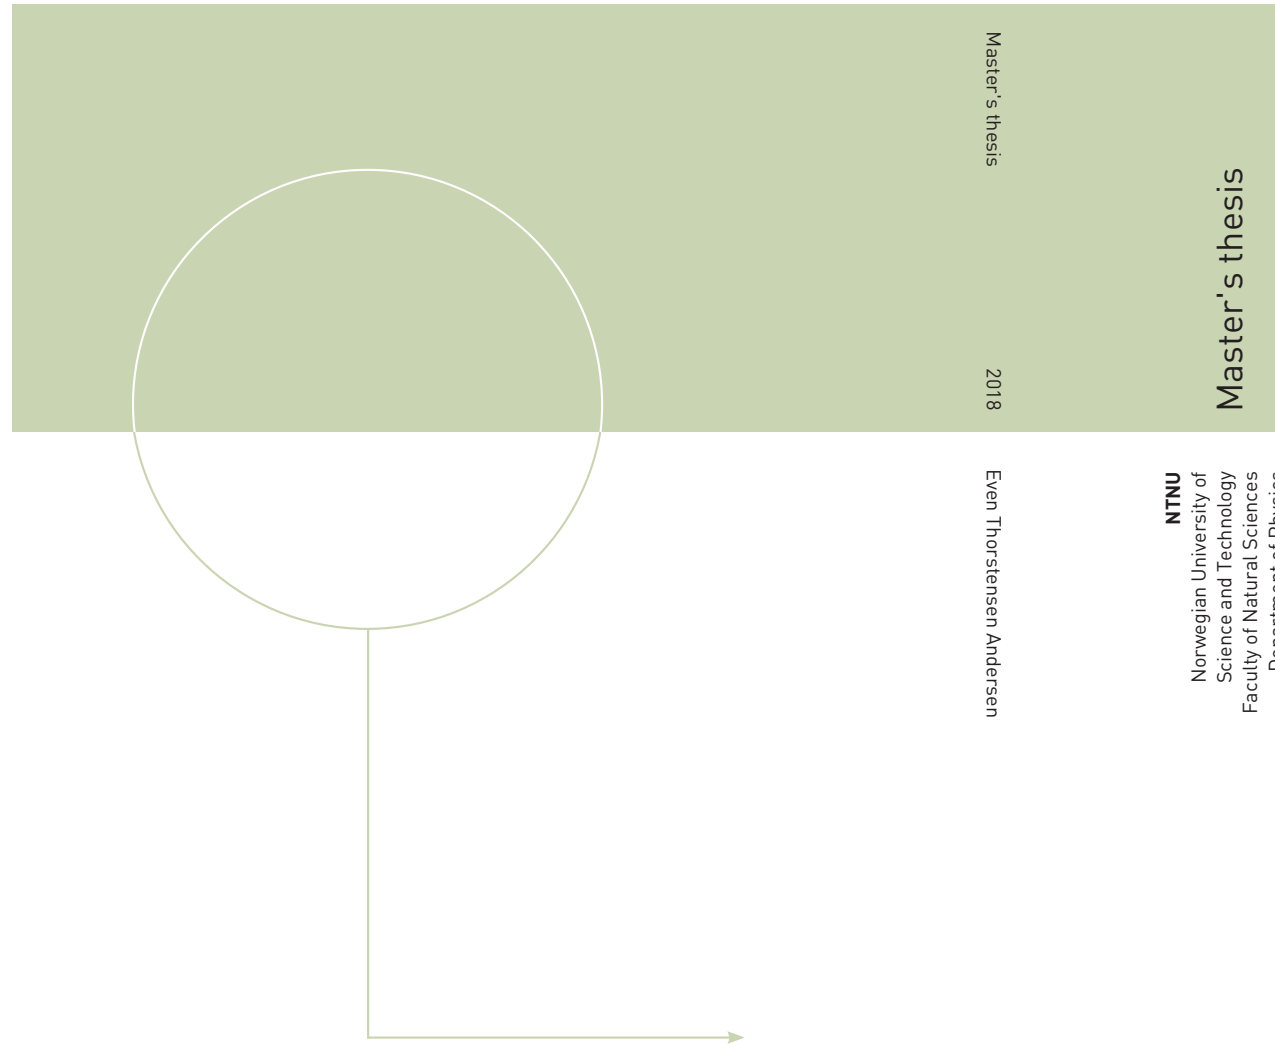 Master's thesis
2018
Even Thorstensen Andersen
Master's thesis
NTNU
Norwegian University of
Science and Technology
Faculty of Natural Sciences